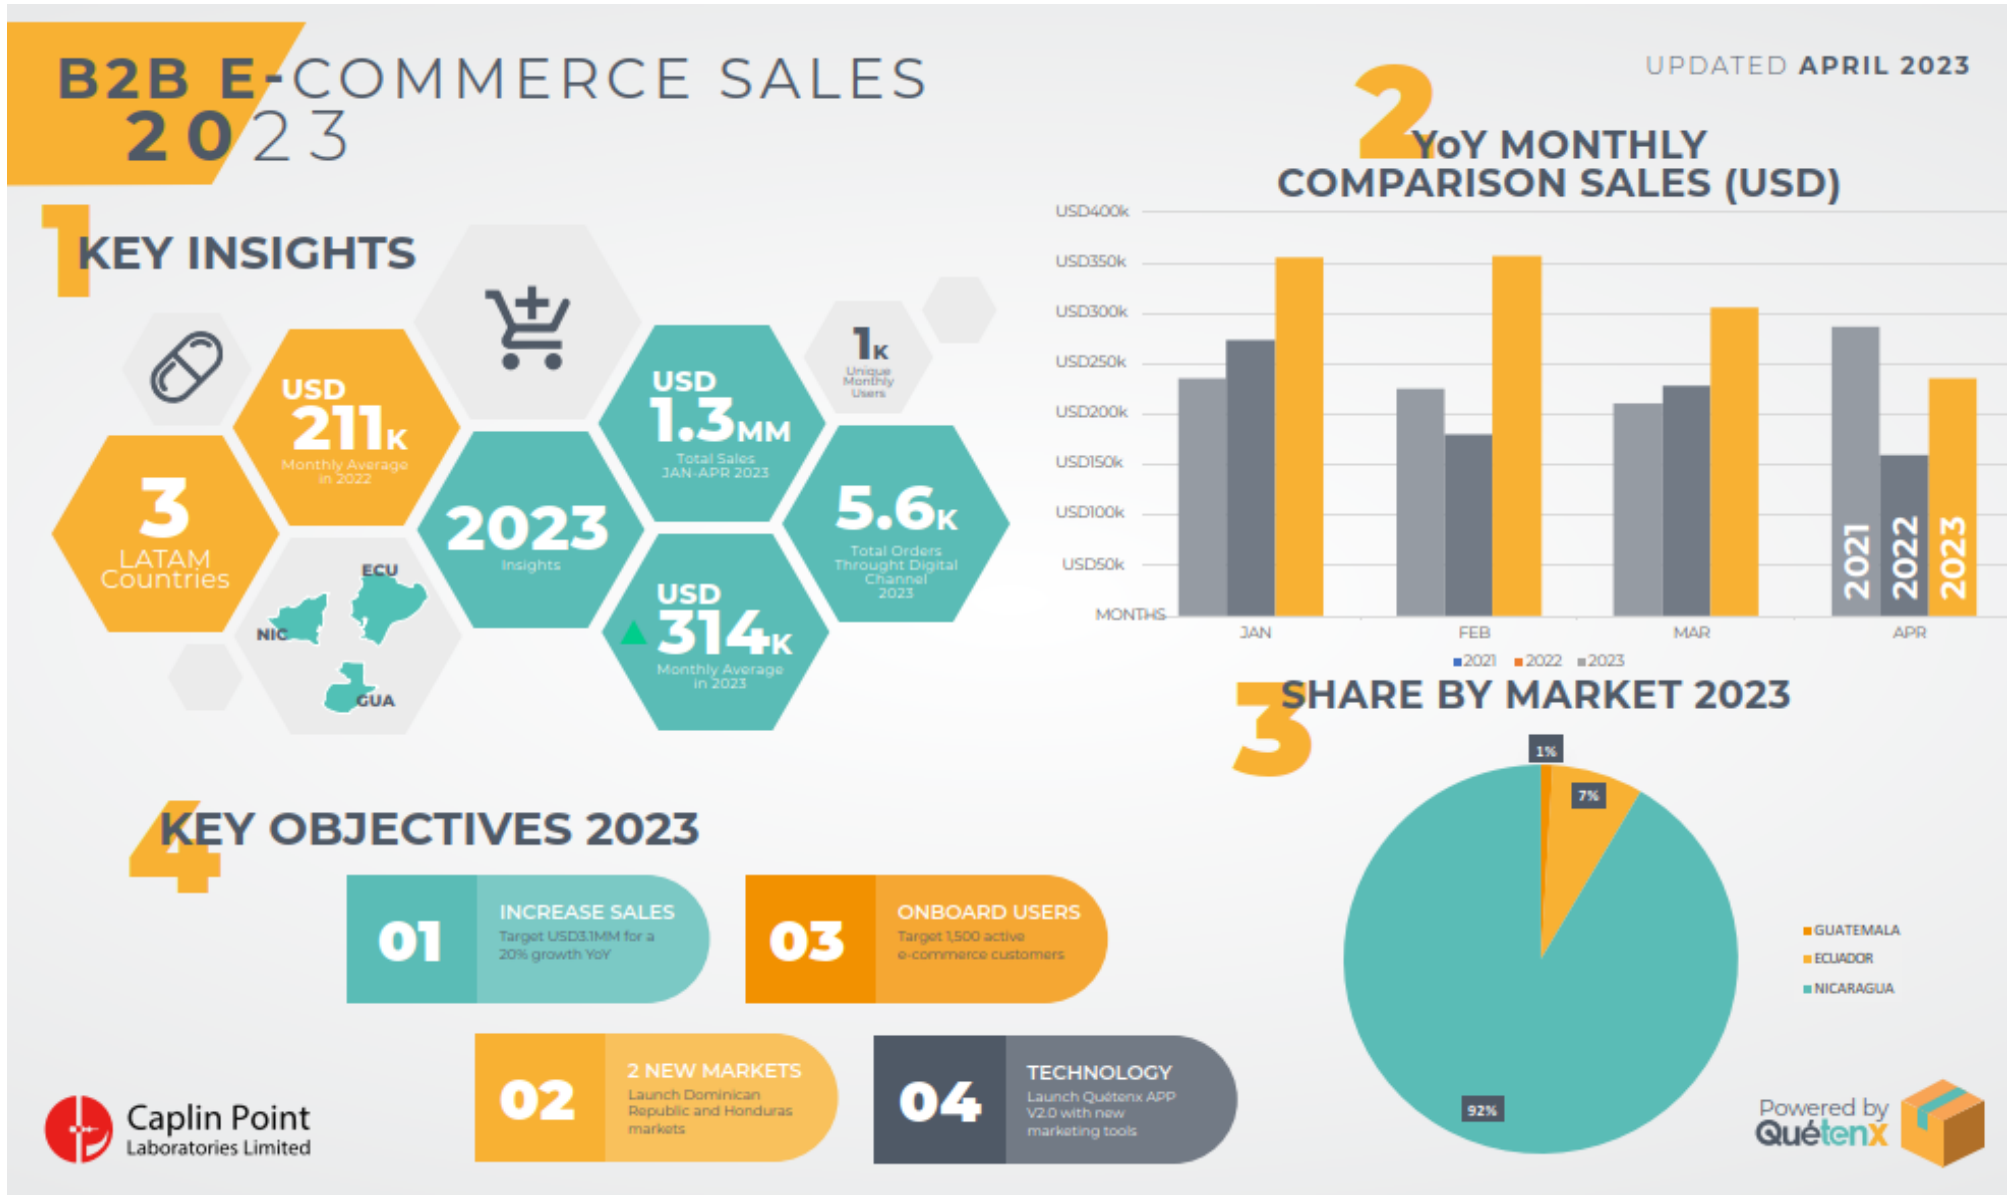 B2B E-COMMERCE SALES
2023
UPDATED APRIL 2023
1
KEY INSIGHTS
3
LATAM
Countries
USD
211K
Monthly Average
in 2022
NIC
ECU
GUA
2023
Insights
USD
1.3MM
Total Sales
JAN-APR 2023
USD
314K
Monthly Average
in 2023
1K
Unique
Monthly
Users
5.6K
Total Orders
Throught Digital
Channel
2023
2
YoY MONTHLY
COMPARISON SALES (USD)
USD400k
USD350k
USD300k
USD250k
USD200k
USD150k
USD100k
USD50k
MONTHS
2021
2022
2023
JAN
FEB
MAR
APR
2021 2022 2023
3
SHARE BY MARKET 2023
1%
7%
92%
GUATEMALA
ECUADOR
NICARAGUA
4
KEY OBJECTIVES 2023
01
INCREASE SALES
Target USD3.1MM for a
20% growth YoY
03
ONBOARD USERS
Target 1,500 active
e-commerce customers
02
2 NEW MARKETS
Launch Dominican
Republic and Honduras
markets
04
TECHNOLOGY
Launch Quétenx APP
V2.0 with new
marketing tools
Caplin Point
Laboratories Limited
Powered by
Quétenx